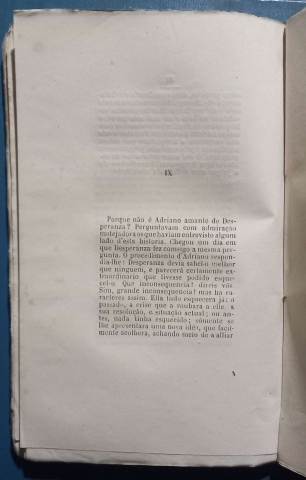 IX
Porque não é Adriano amante de Des-
peranza? Perguntavam com admiração
motejadora os que haviam entrevisto algum
lado d'esta historia. Chegou um dia em
que Desperanza fez comsigo a mesma per-
gunta. O procedimento d'Adriano respon-
dia-lhe: Desperanza devia sabel-o melhor
que ninguem, e parecerá certamente ex-
traordinario que tivesse podido esque-
cel-o. Que inconsequencia! direis vós.
Sim, grande inconsequencia! mas ha ca-
racteres assim. Ella tudo esquecera já: o
passado, a crise que a roubara a elle, a
sua resolução, a situação actual; ou an-
tes, nada tinha esquecido; sómente se
lhe apresentara uma nova idéa, que facil-
mente acolhera, achando meio de a alliar